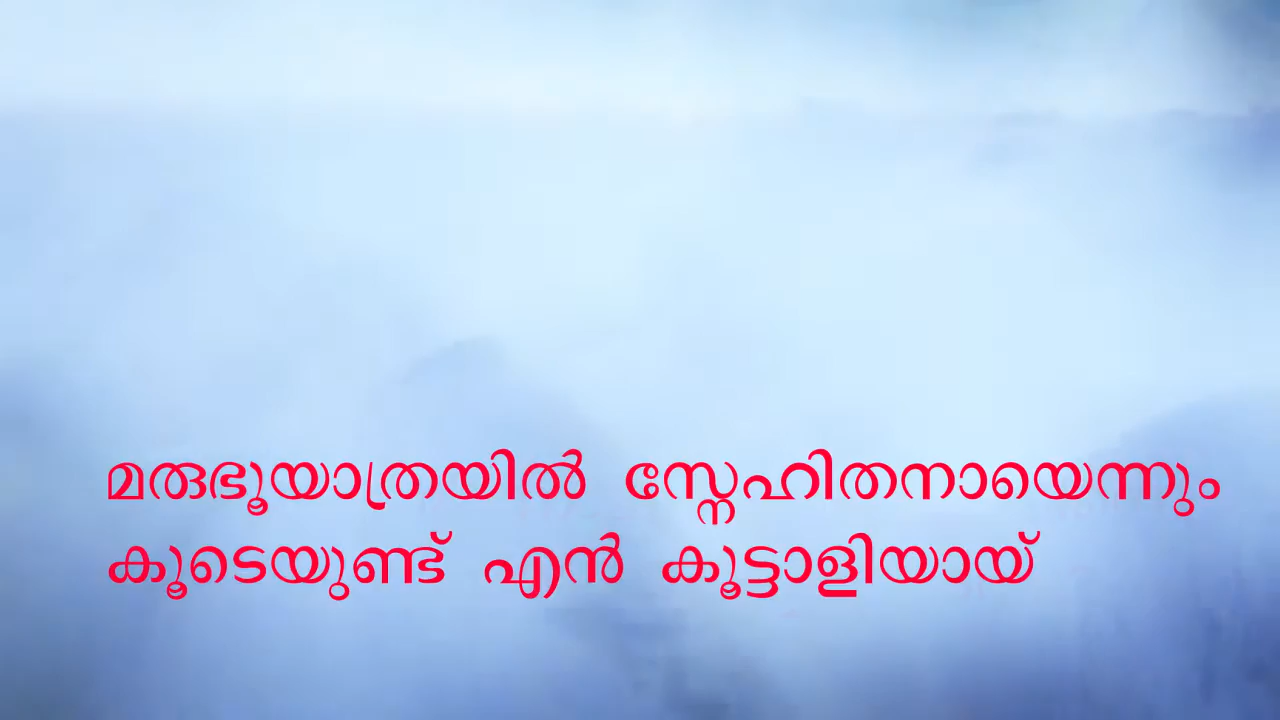 മരുഭൂയാത്രയിൽ സ്നേഹിതനായെന്നും
കൂടെയുണ്ട് എൻ കൂട്ടാളിയായ്